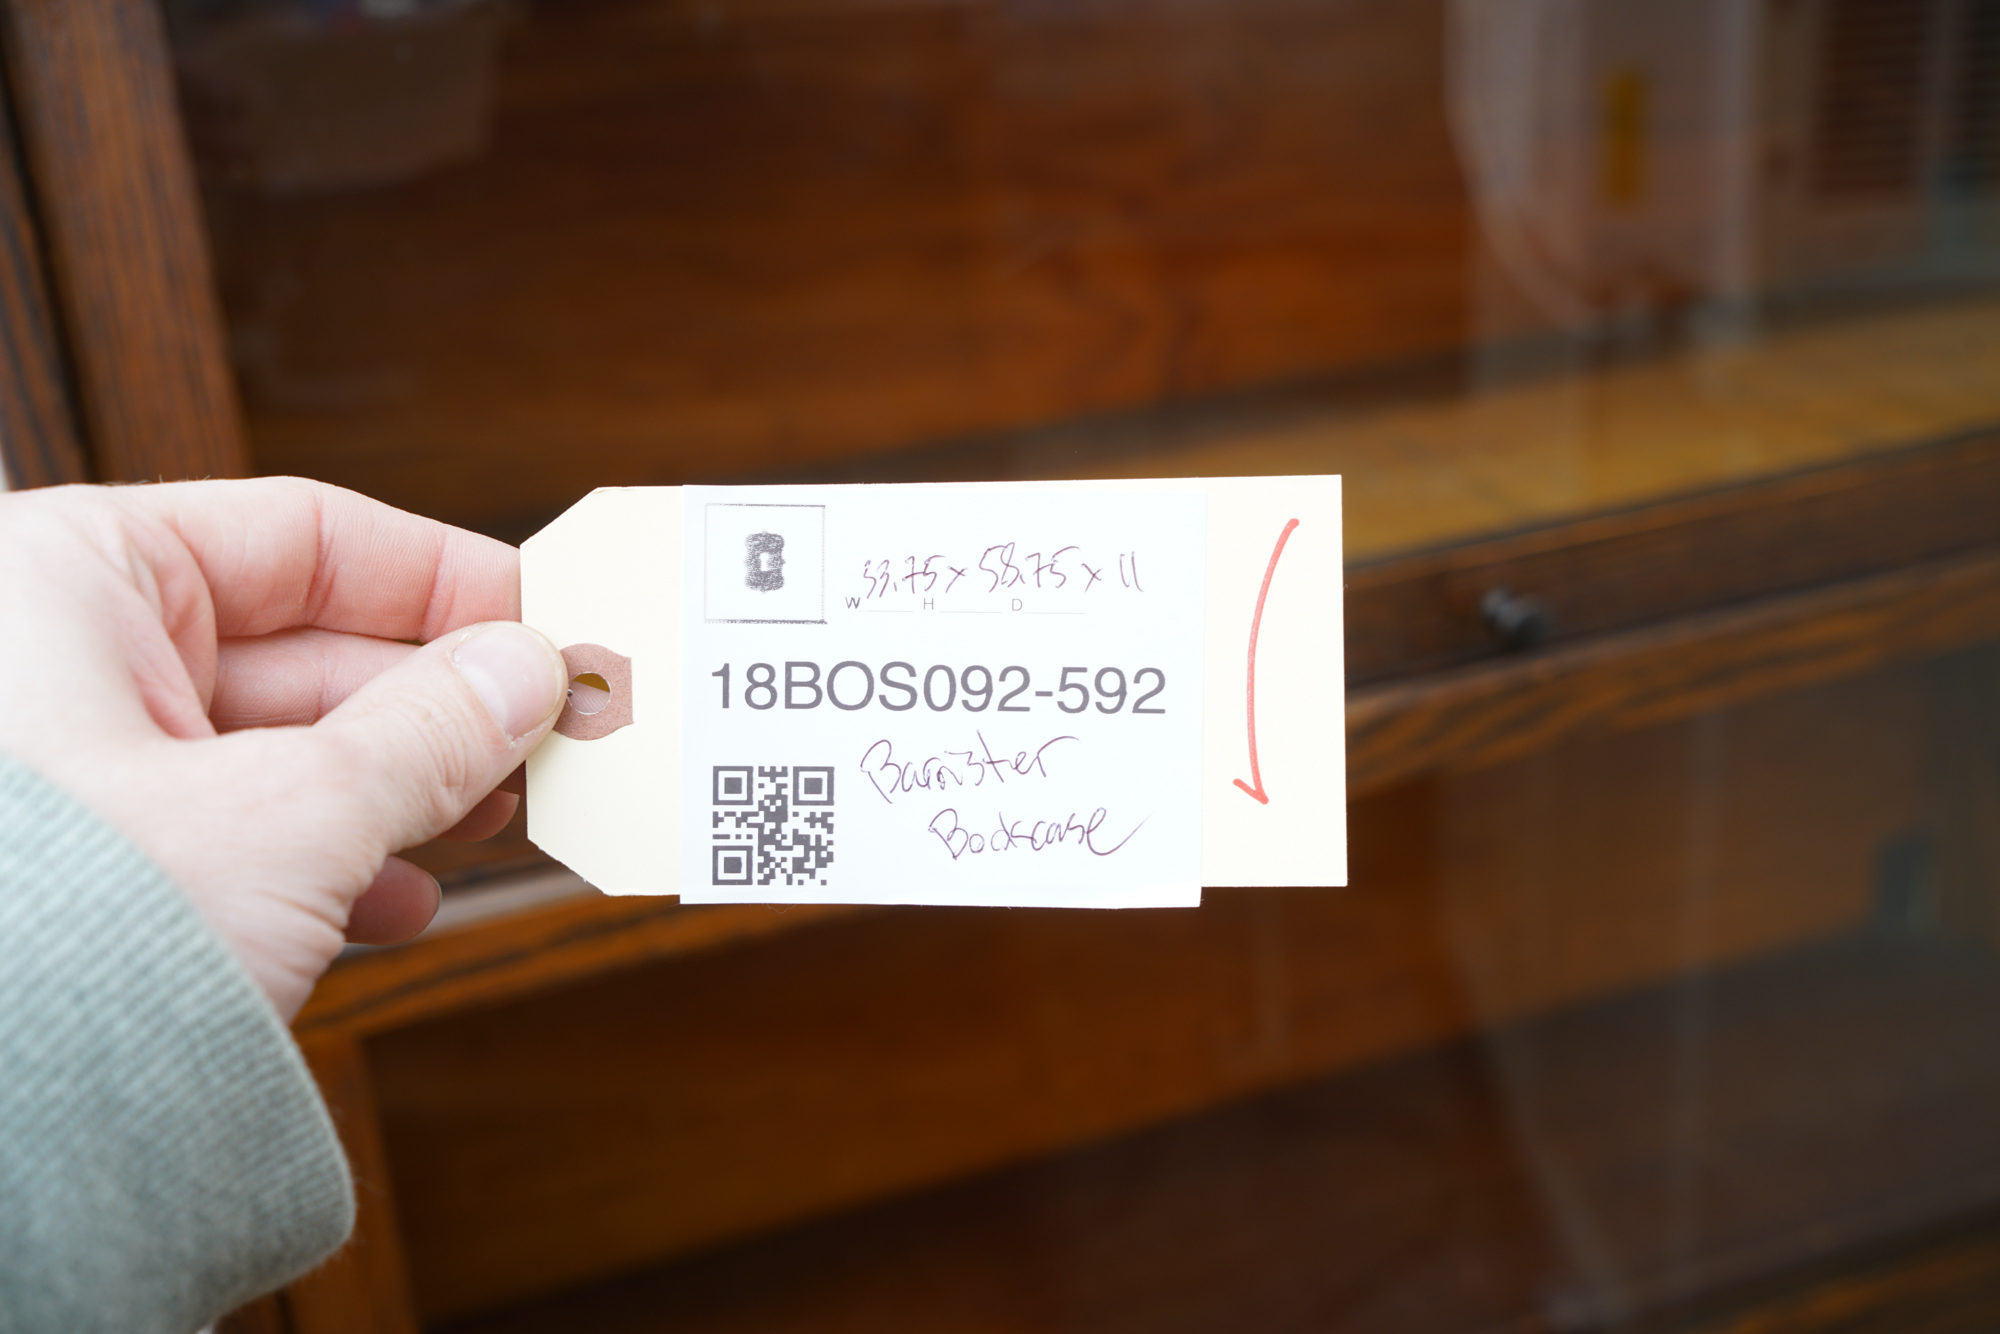 33.75 x 58.75 x 11
W H D
18BOS092-592
Barrister
Bookcase